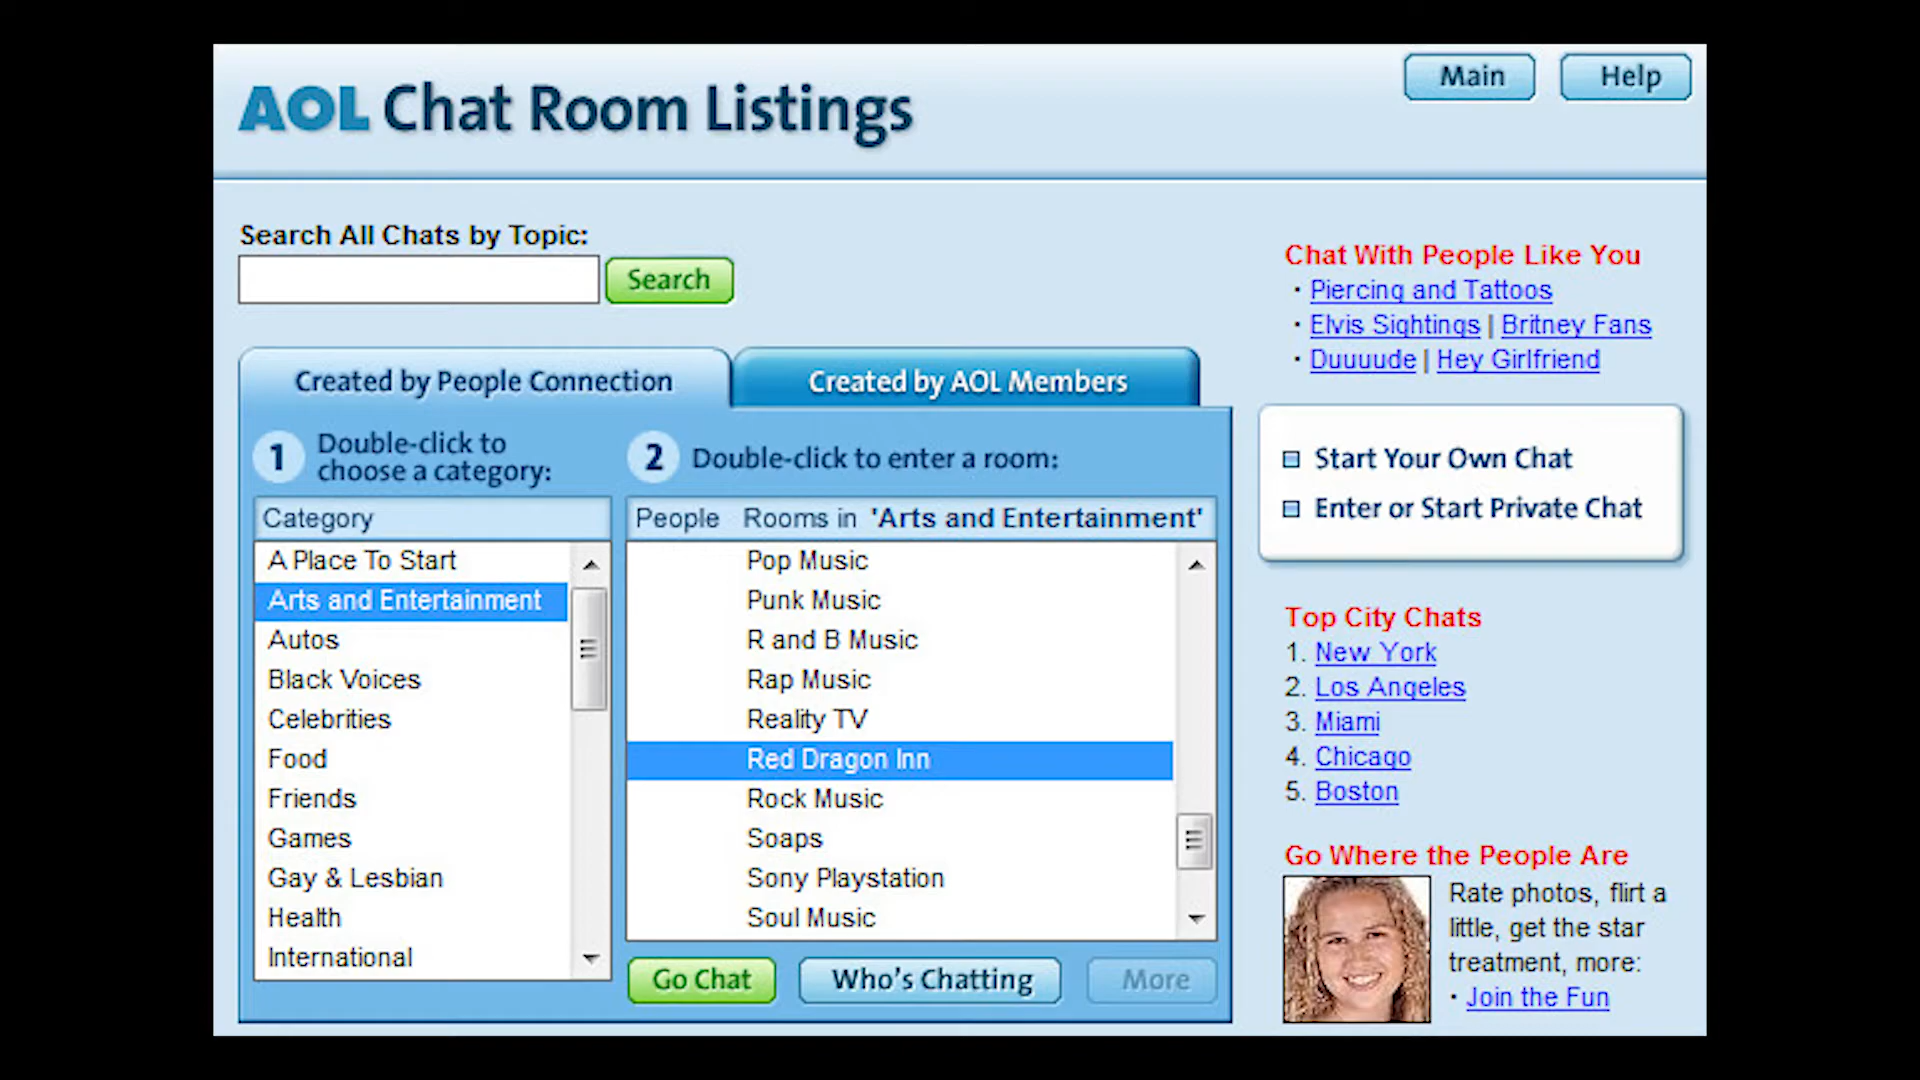 AOL Chat Room Listings
Main
Help
Search All Chats by Topic:
Search
Created by People Connection
Created by AOL Members
1 Double-click to
choose a category:
2 Double-click to enter a room:
Category
A Place To Start
Arts and Entertainment
Autos
Black Voices
Celebrities
Food
Friends
Games
Gay & Lesbian
Health
International
People Rooms in 'Arts and Entertainment'
Pop Music
Punk Music
R and B Music
Rap Music
Reality TV
Red Dragon Inn
Rock Music
Soaps
Sony Playstation
Soul Music
Go Chat
Who's Chatting
More
Chat With People Like You
· Piercing and Tattoos
· Elvis Sightings | Britney Fans
· Duuuude | Hey Girlfriend
Start Your Own Chat
Enter or Start Private Chat
Top City Chats
1. New York
2. Los Angeles
3. Miami
4. Chicago
5. Boston
Go Where the People Are
Rate photos, flirt a
little, get the star
treatment, more:
· Join the Fun